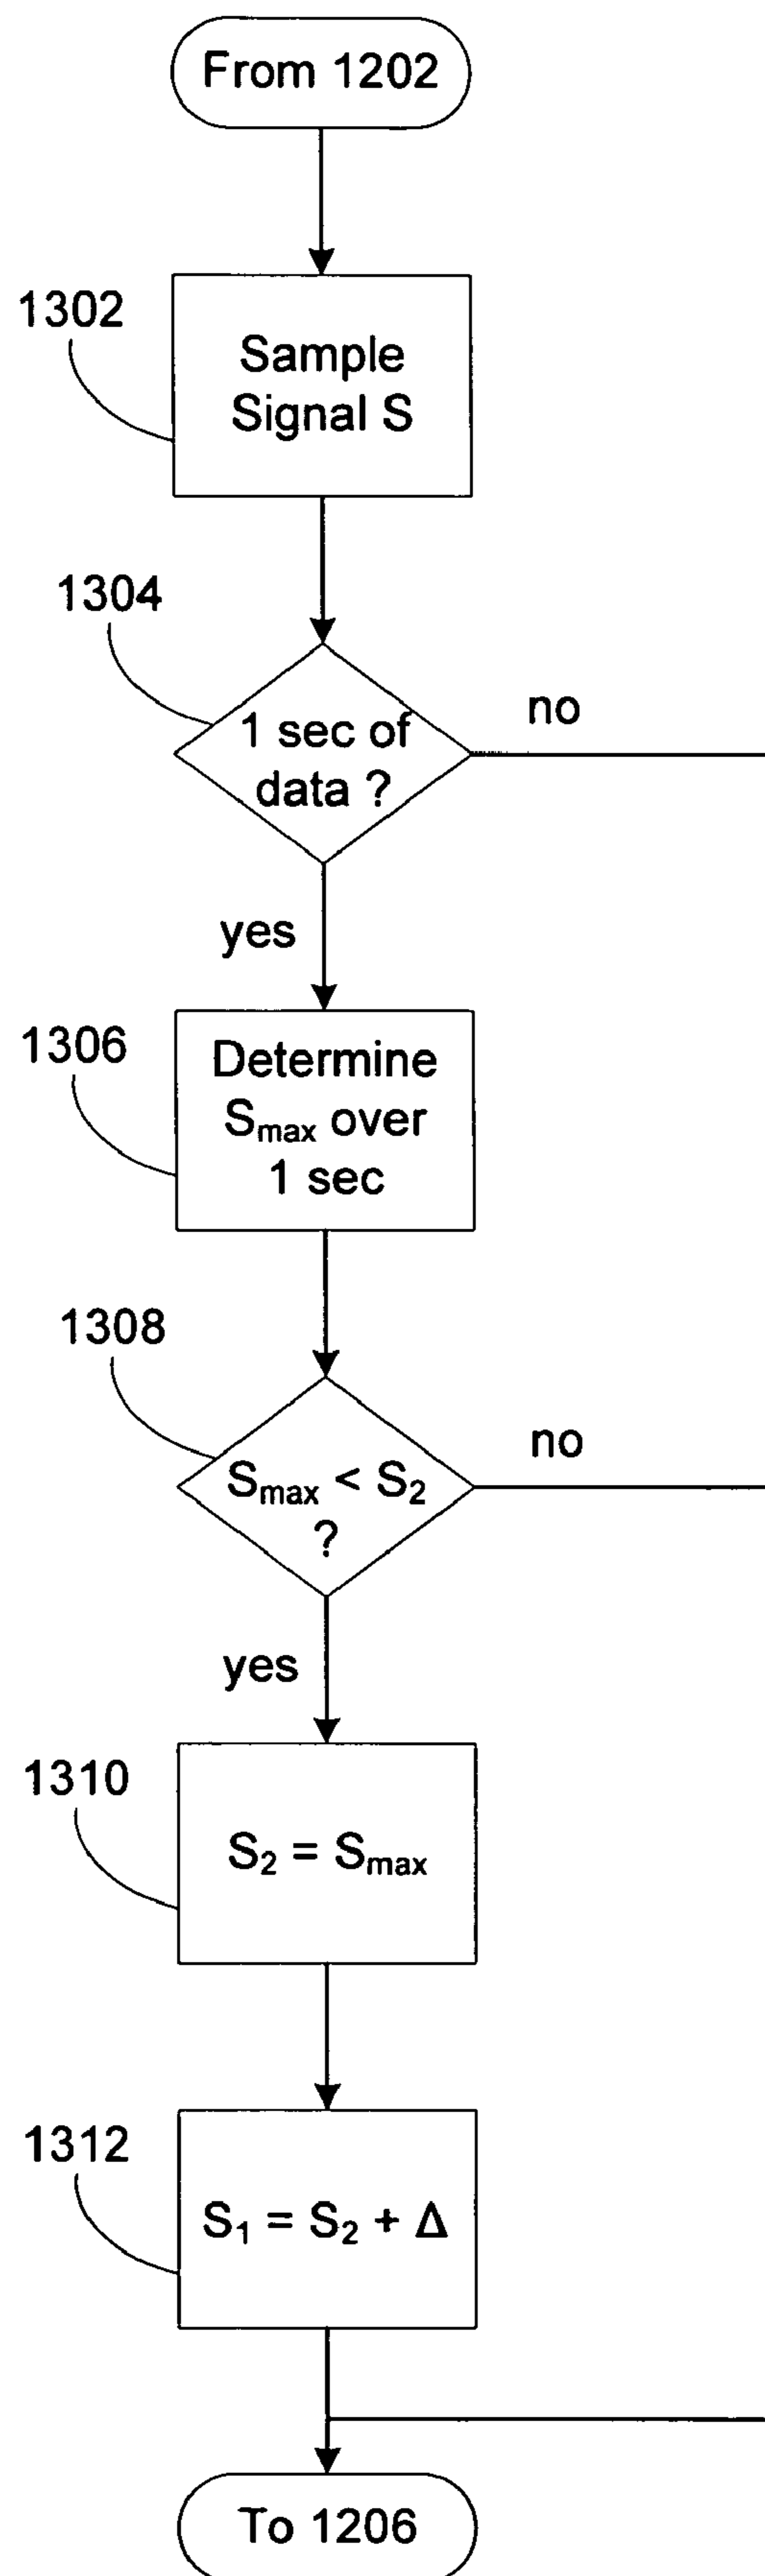 From 1202
1302
Sample
Signal S
1304
1 sec of
data ?
no
yes
1306
Determine
Smax over
1 sec
1308
Smax < S2
?
no
yes
1310
S2 = Smax
1312
S1 = S2 + Δ
To 1206